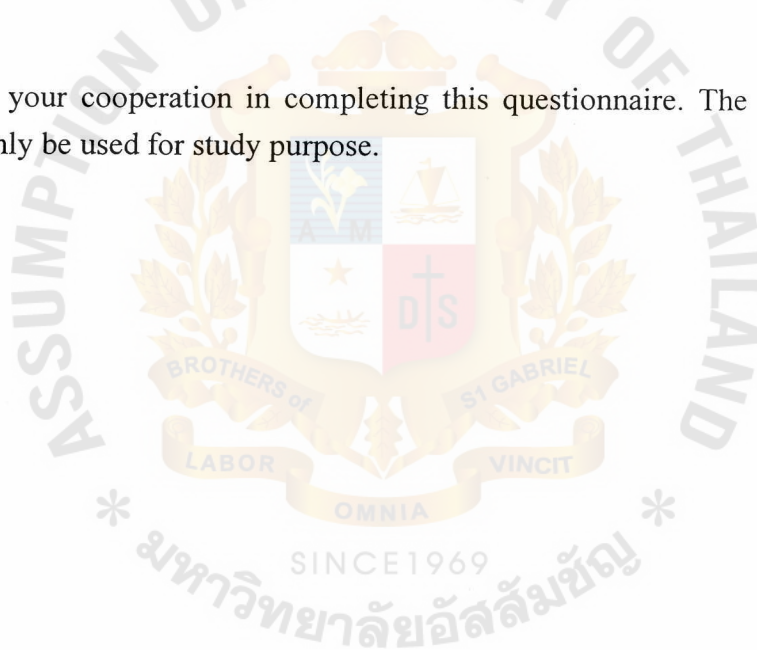 your cooperation in completing this questionnaire. The
nly be used for study purpose.
ASSUMPTION UNIVERSITY OF THAILAND
A M
D S
BROTHERS of ST GABRIEL
LABOR VINCIT
OMNIA
SINCE1969
* มหาวิทยาลัยอัสสัมชัญ *